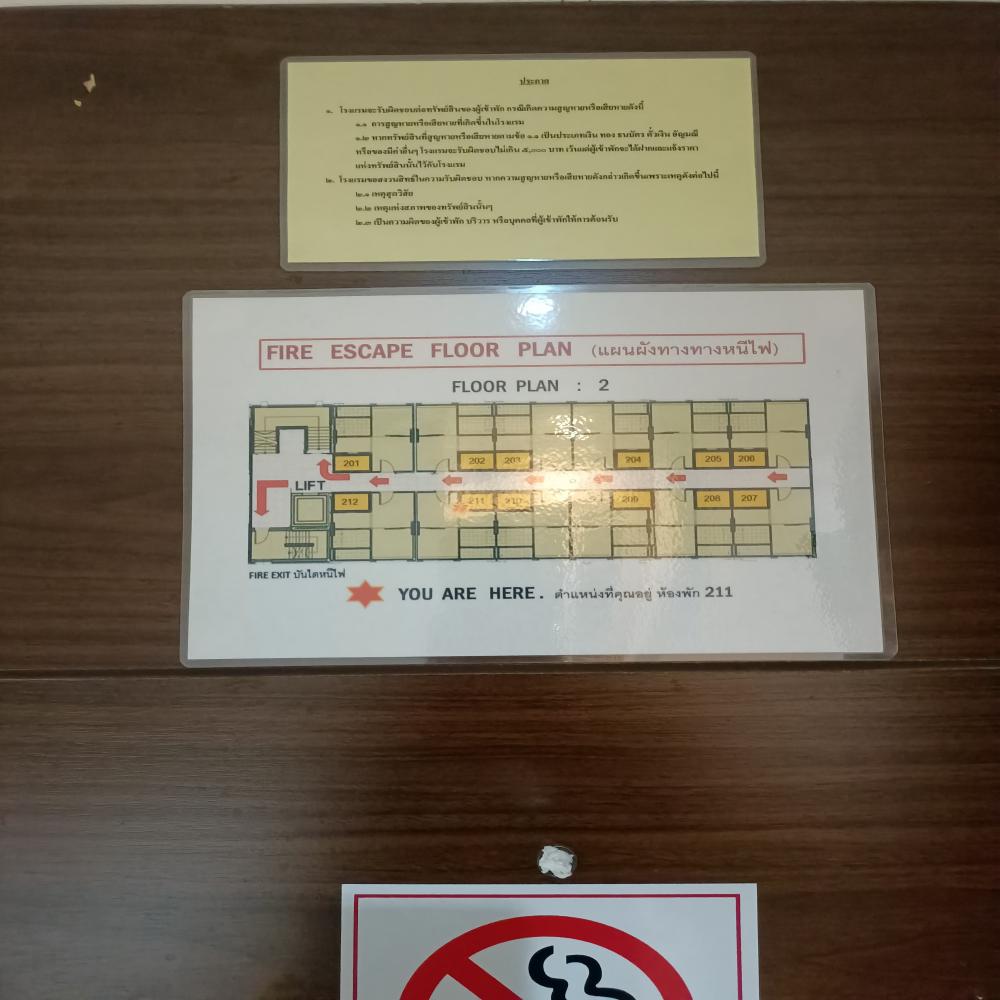 ประกาศ
๑. โรงแรมจะรับผิดชอบต่อทรัพย์สินของผู้เข้าพัก กรณีเกิดความสูญหายหรือเสียหายดังนี้
๑.๑ การสูญหายหรือเสียหายที่เกิดขึ้นในโรงแรม
๑.๒ หากทรัพย์สินที่สูญหายหรือเสียหายตามข้อ ๑.๑ เป็นประเภทเงิน ทอง ธนบัตร ตั๋วเงิน อัญมณี
หรือของมีค่าอื่นๆ โรงแรมจะรับผิดชอบไม่เกิน ๕,๐๐๐ บาท เว้นแต่ผู้เข้าพักจะได้ฝากและแจ้งราคา
แห่งทรัพย์สินนั้นไว้กับโรงแรม
๒. โรงแรมขอสงวนสิทธิ์ในความรับผิดชอบ หากความสูญหายหรือเสียหายดังกล่าวเกิดขึ้นเพราะเหตุดังต่อไปนี้
๒.๑ เหตุสุดวิสัย
๒.๒ เหตุแห่งสภาพของทรัพย์สินนั้นๆ
๒.๓ เป็นความผิดของผู้เข้าพัก บริวาร หรือบุคคลที่ผู้เข้าพักให้การต้อนรับ
FIRE ESCAPE FLOOR PLAN (แผนผังทางทางหนีไฟ)
FLOOR PLAN : 2
201 202 203 204 205 206
LIFT
212 211 210 209 208 207
FIRE EXIT บันไดหนีไฟ
YOU ARE HERE. ตำแหน่งที่คุณอยู่ ห้องพัก 211